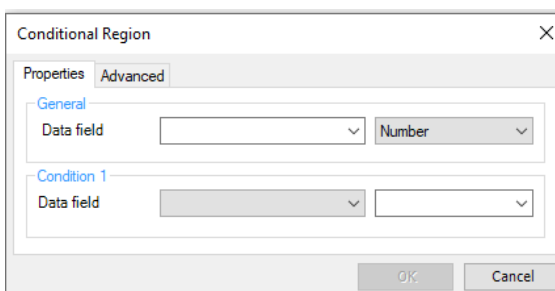 Conditional Region
Properties Advanced
General
Data field Number
Condition 1
Data field
OK Cancel